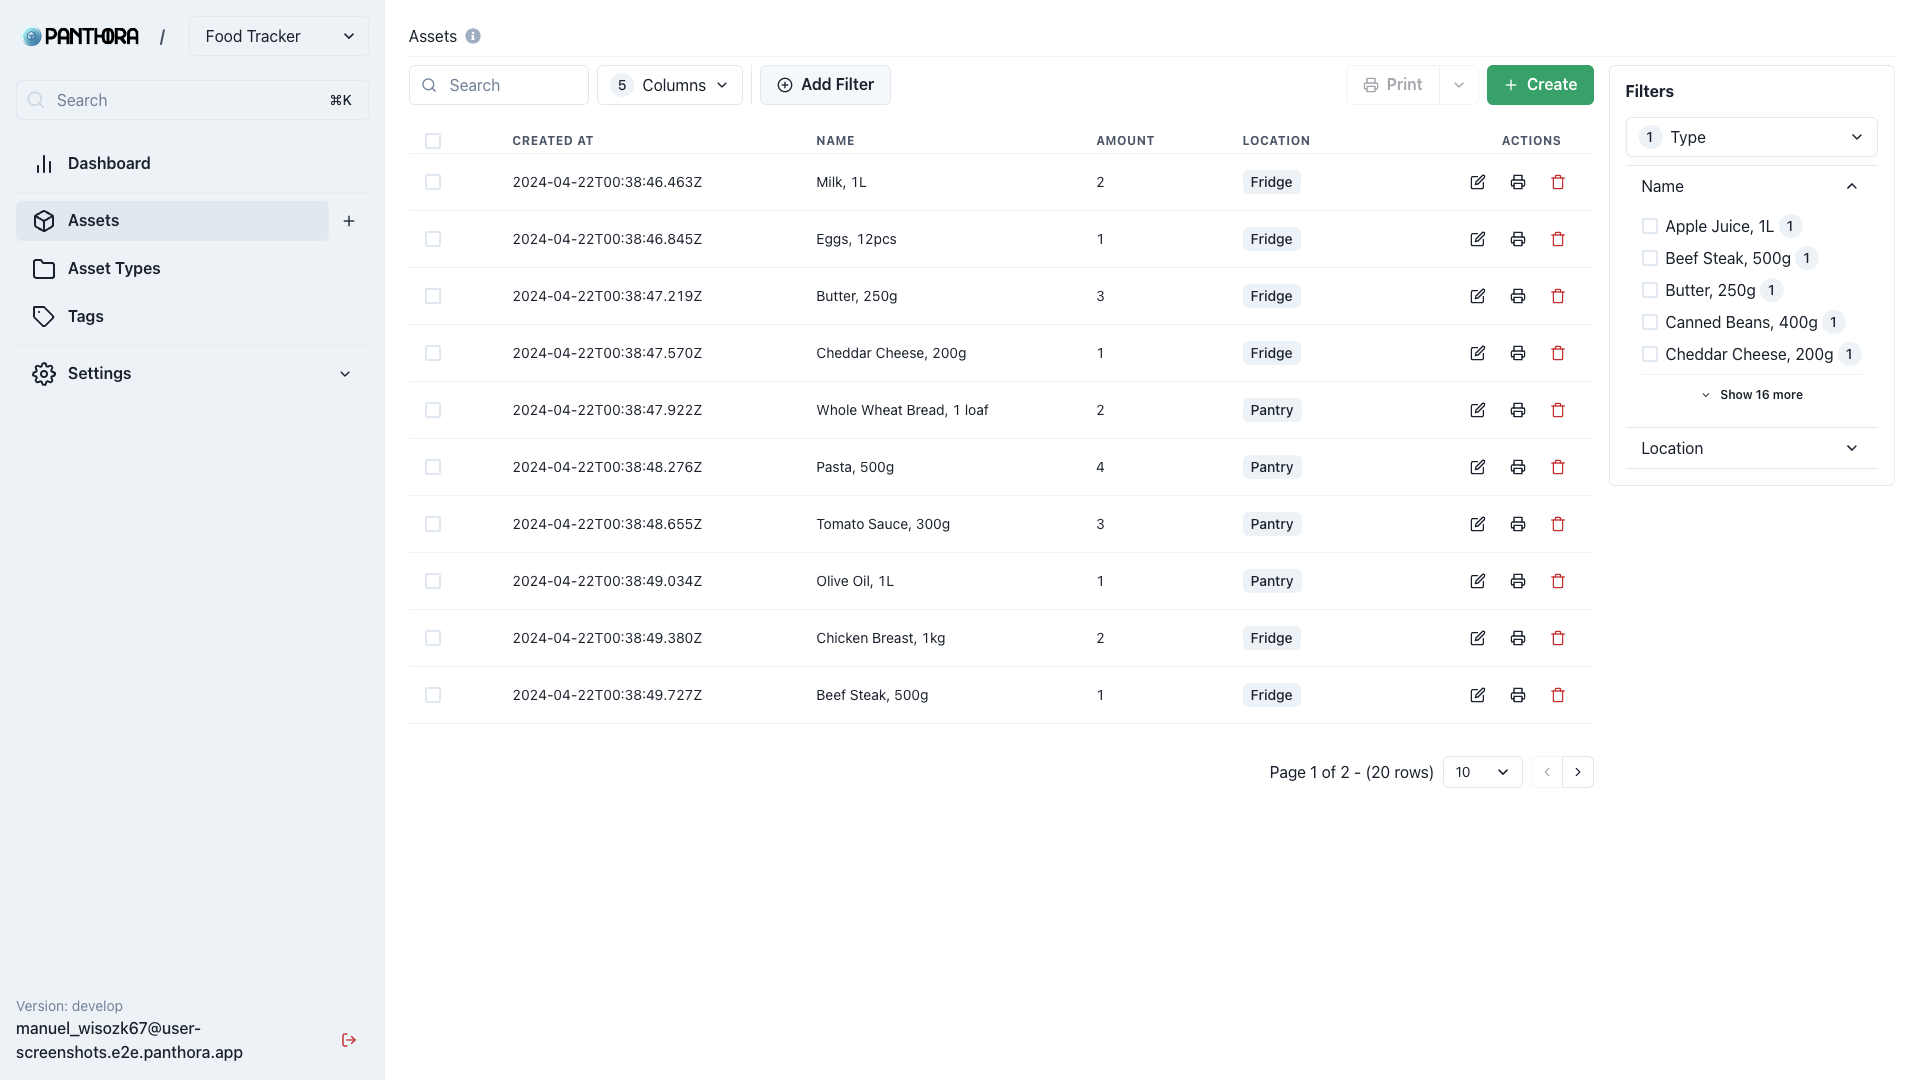 PANTHORA / Food Tracker
Search ⌘K
Dashboard
Assets +
Asset Types
Tags
Settings
Version: develop
manuel_wisozk67@user-
screenshots.e2e.panthora.app
Assets
Search 5 Columns Add Filter Print + Create
CREATED AT NAME AMOUNT LOCATION ACTIONS
2024-04-22T00:38:46.463Z Milk, 1L 2 Fridge
2024-04-22T00:38:46.845Z Eggs, 12pcs 1 Fridge
2024-04-22T00:38:47.219Z Butter, 250g 3 Fridge
2024-04-22T00:38:47.570Z Cheddar Cheese, 200g 1 Fridge
2024-04-22T00:38:47.922Z Whole Wheat Bread, 1 loaf 2 Pantry
2024-04-22T00:38:48.276Z Pasta, 500g 4 Pantry
2024-04-22T00:38:48.655Z Tomato Sauce, 300g 3 Pantry
2024-04-22T00:38:49.034Z Olive Oil, 1L 1 Pantry
2024-04-22T00:38:49.380Z Chicken Breast, 1kg 2 Fridge
2024-04-22T00:38:49.727Z Beef Steak, 500g 1 Fridge
Page 1 of 2 - (20 rows) 10
Filters
1 Type
Name
Apple Juice, 1L 1
Beef Steak, 500g 1
Butter, 250g 1
Canned Beans, 400g 1
Cheddar Cheese, 200g 1
Show 16 more
Location